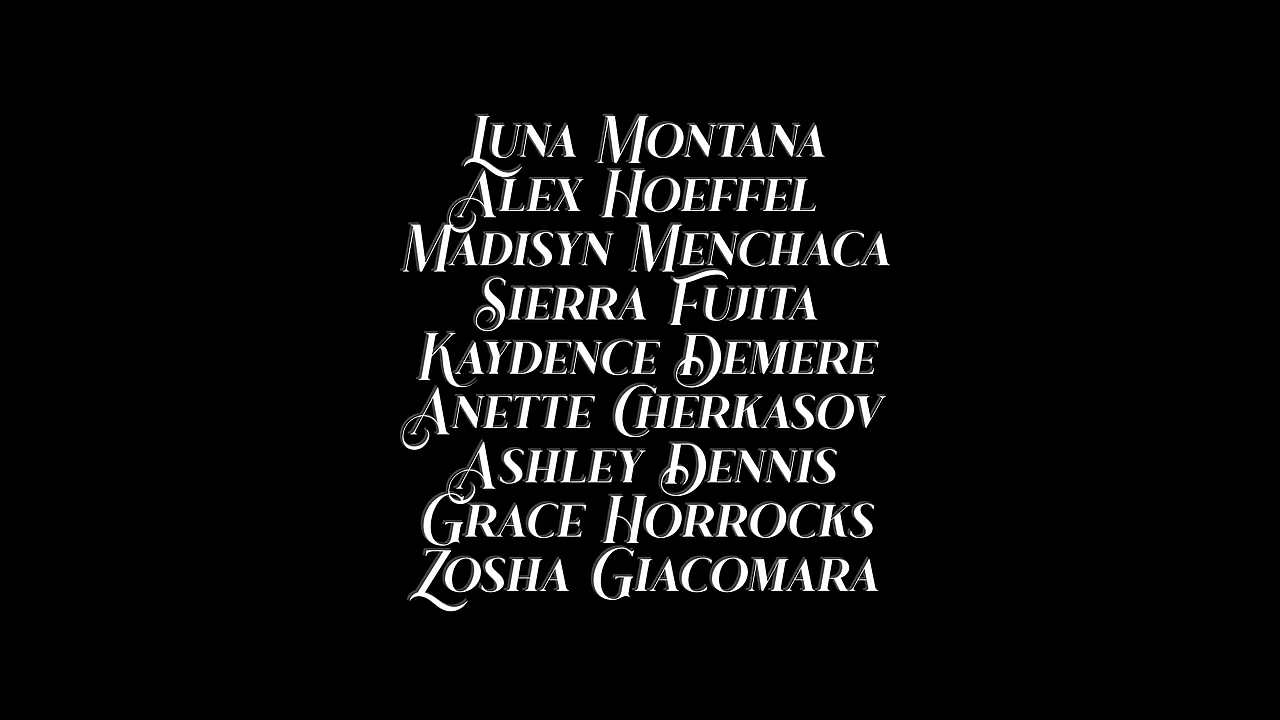 Luna Montana
Alex Hoeffel
Madisyn Menchaca
Sierra Fujita
Kaydence Demere
Anette Cherkasov
Ashley Dennis
Grace Horrocks
Zosha Giacomara